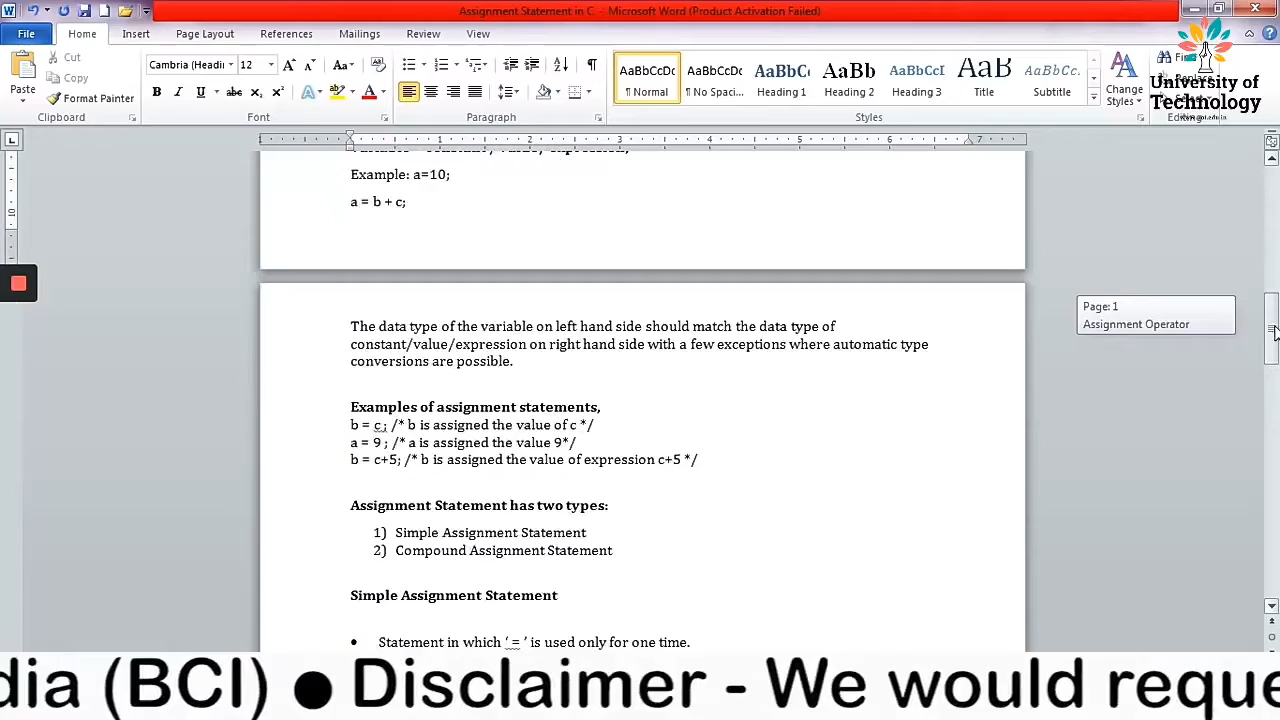 Assignment Statement in C - Microsoft Word (Product Activation Failed)
File Home Insert Page Layout References Mailings Review View
Paste
Cut
Copy
Format Painter
Clipboard
Cambria (Headi 12
Font
Paragraph
AaBbCcDc AaBbCcDc AaBbCc AaBb AaBbCcI AaB AaBbCc.
¶ Normal ¶ No Spaci... Heading 1 Heading 2 Heading 3 Title Subtitle
Change Styles
Styles
Editing
University of
Technology
Example: a=10;
a = b + c;
The data type of the variable on left hand side should match the data type of
constant/value/expression on right hand side with a few exceptions where automatic type
conversions are possible.
Examples of assignment statements,
b = c ; /* b is assigned the value of c */
a = 9 ; /* a is assigned the value 9*/
b = c+5; /* b is assigned the value of expression c+5 */
Assignment Statement has two types:
1) Simple Assignment Statement
2) Compound Assignment Statement
Simple Assignment Statement
• Statement in which ‘ = ’ is used only for one time.
Page: 1
Assignment Operator
dia (BCI) ● Disclaimer - We would reque